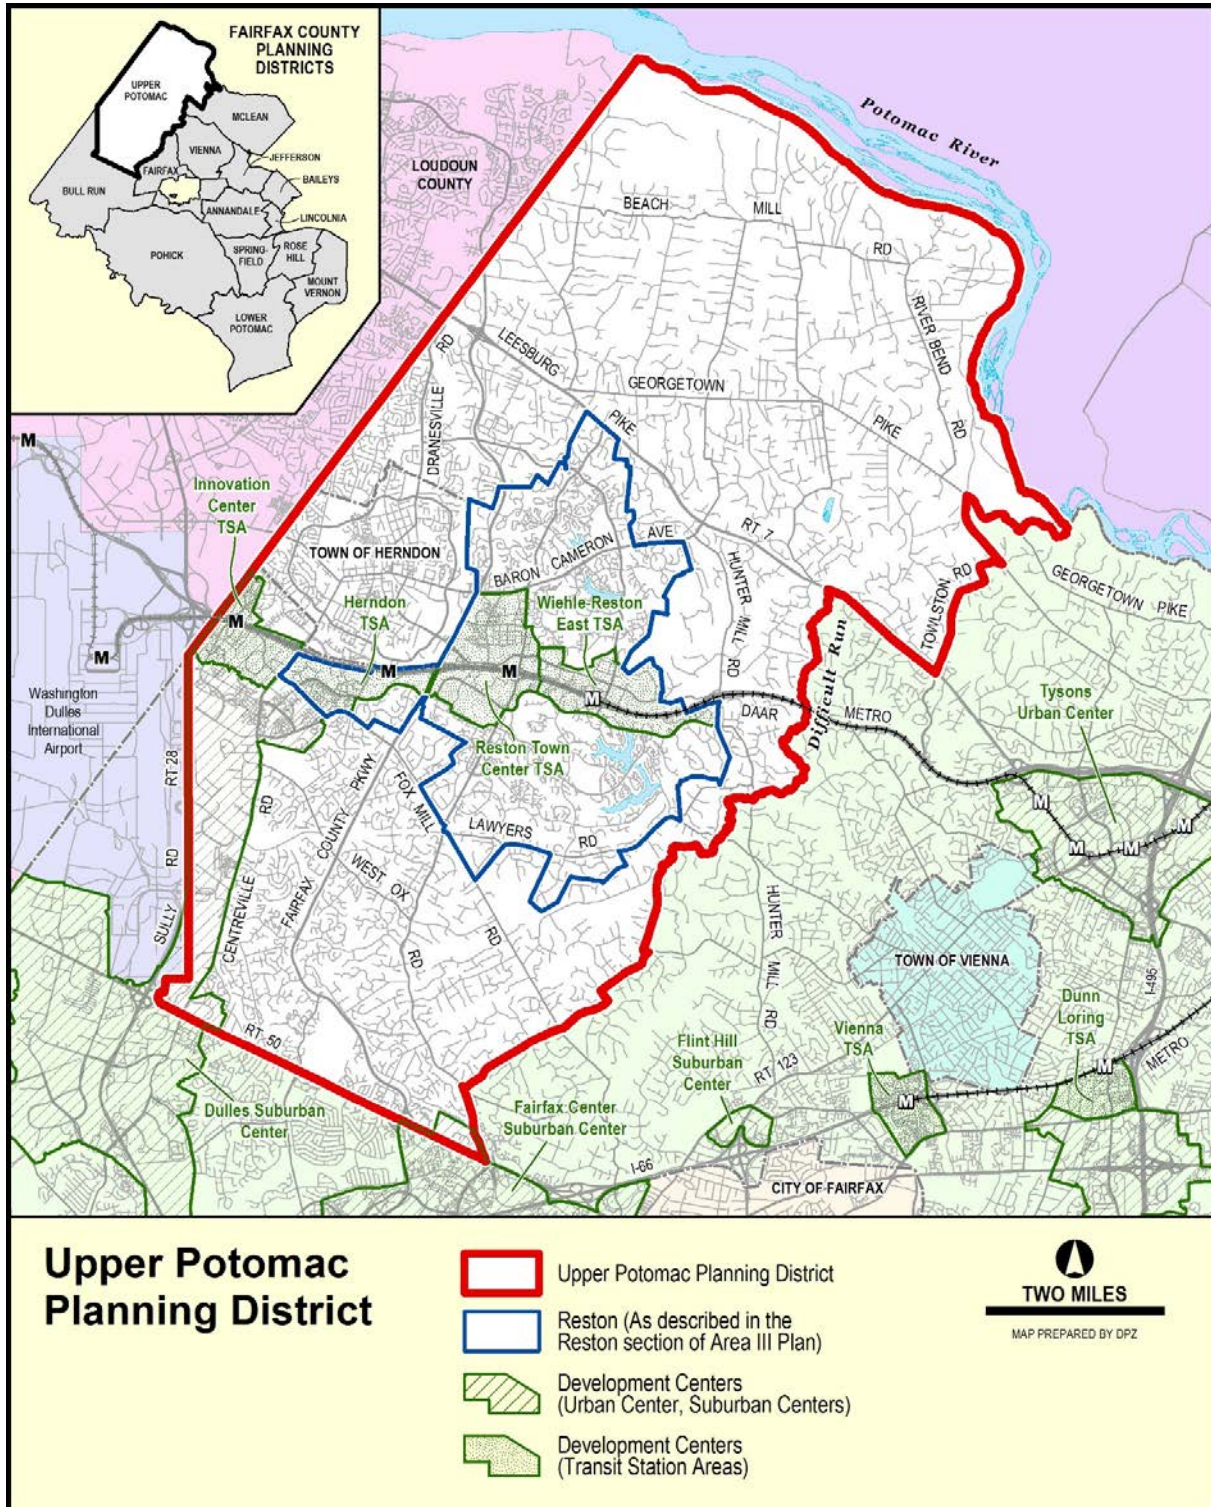 FAIRFAX COUNTY
PLANNING
DISTRICTS
UPPER
POTOMAC
MCLEAN
VIENNA
JEFFERSON
FAIRFAX
BAILEYS
BULL RUN
ANNANDALE
LINCOLNIA
POHICK
SPRING-
FIELD
ROSE
HILL
MOUNT
VERNON
LOWER
POTOMAC
LOUDOUN
COUNTY
Potomac River
BEACH
MILL
RD
RIVER BEND
RD
LEESBURG
PIKE
RT 7
GEORGETOWN
PIKE
DRANESVILLE
RD
M
Innovation
Center
TSA
TOWN OF HERNDON
BARON CAMERON AVE
HUNTER MILL RD
TOWLSTON RD
GEORGETOWN PIKE
Herndon
TSA
Wiehle-Reston
East TSA
M
M
M
M
M
Washington
Dulles
International
Airport
DAAR
METRO
Difficult Run
Tysons
Urban Center
Reston Town
Center TSA
RT 28
SULLY RD
CENTREVILLE RD
FAIRFAX COUNTY PKWY
FOX MILL
RD
WEST OX
RD
LAWYERS
RD
M
M
M
M
HUNTER MILL RD
TOWN OF VIENNA
I-495
Dunn
Loring
TSA
Vienna
TSA
Flint Hill
Suburban
Center
RT 123
METRO
M
M
RT 50
Dulles Suburban
Center
Fairfax Center
Suburban Center
I-66
CITY OF FAIRFAX
Upper Potomac
Planning District
Upper Potomac Planning District
Reston (As described in the
Reston section of Area III Plan)
Development Centers
(Urban Center, Suburban Centers)
Development Centers
(Transit Station Areas)
TWO MILES
MAP PREPARED BY DPZ